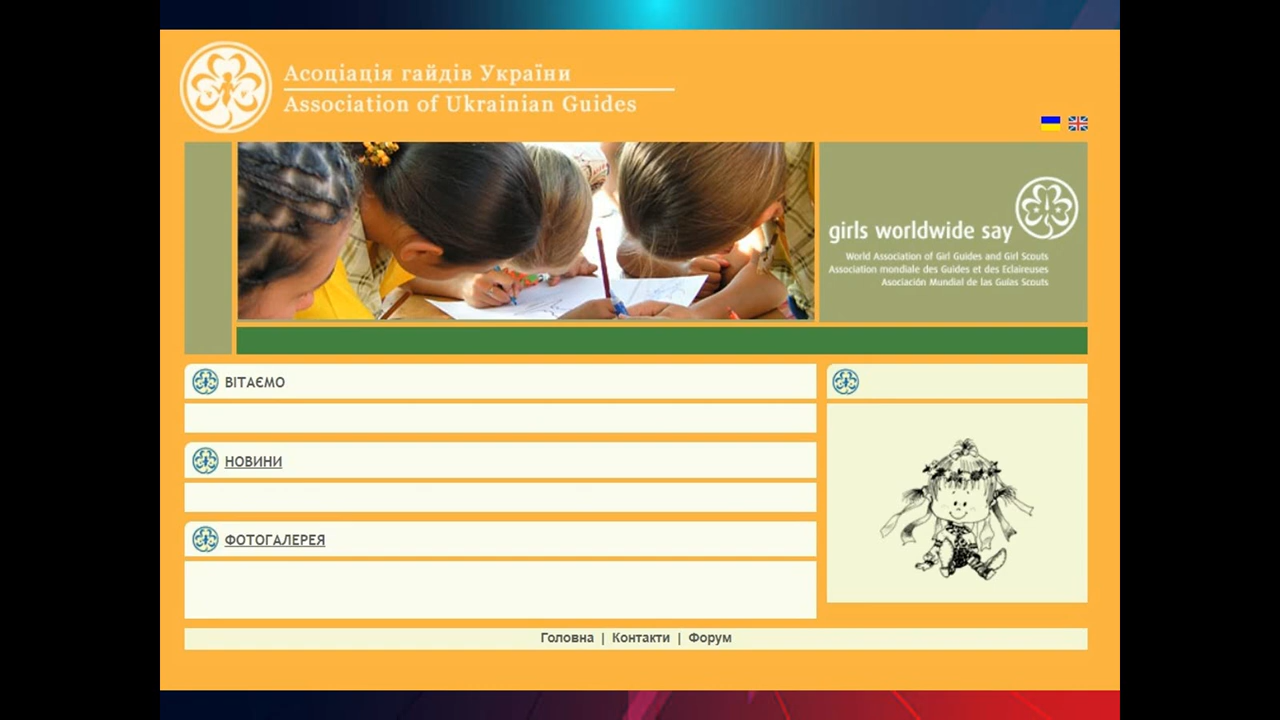 Асоціація гайдів України
Association of Ukrainian Guides
girls worldwide say
World Association of Girl Guides and Girl Scouts
Association mondiale des Guides et des Eclaireuses
Asociación Mundial de las Guías Scouts
ВІТАЄМО
НОВИНИ
ФОТОГАЛЕРЕЯ
Головна | Контакти | Форум